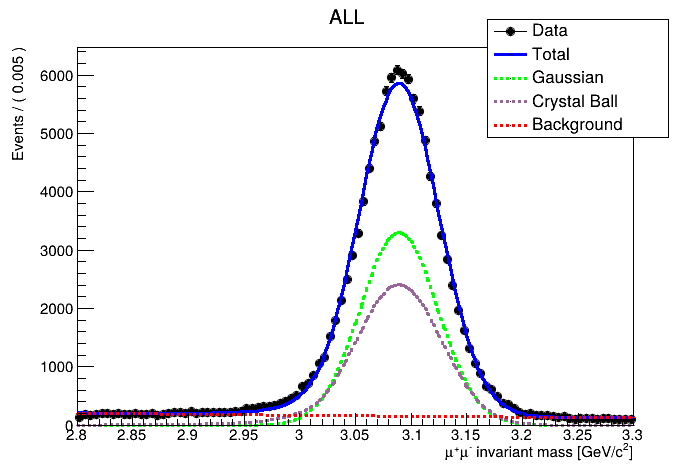 ALL
Data
Total
Gaussian
Crystal Ball
Background
Events / ( 0.005 )
6000
5000
4000
3000
2000
1000
0
2.8 2.85 2.9 2.95 3 3.05 3.1 3.15 3.2 3.25 3.3
μ⁺μ⁻ invariant mass [GeV/c²]